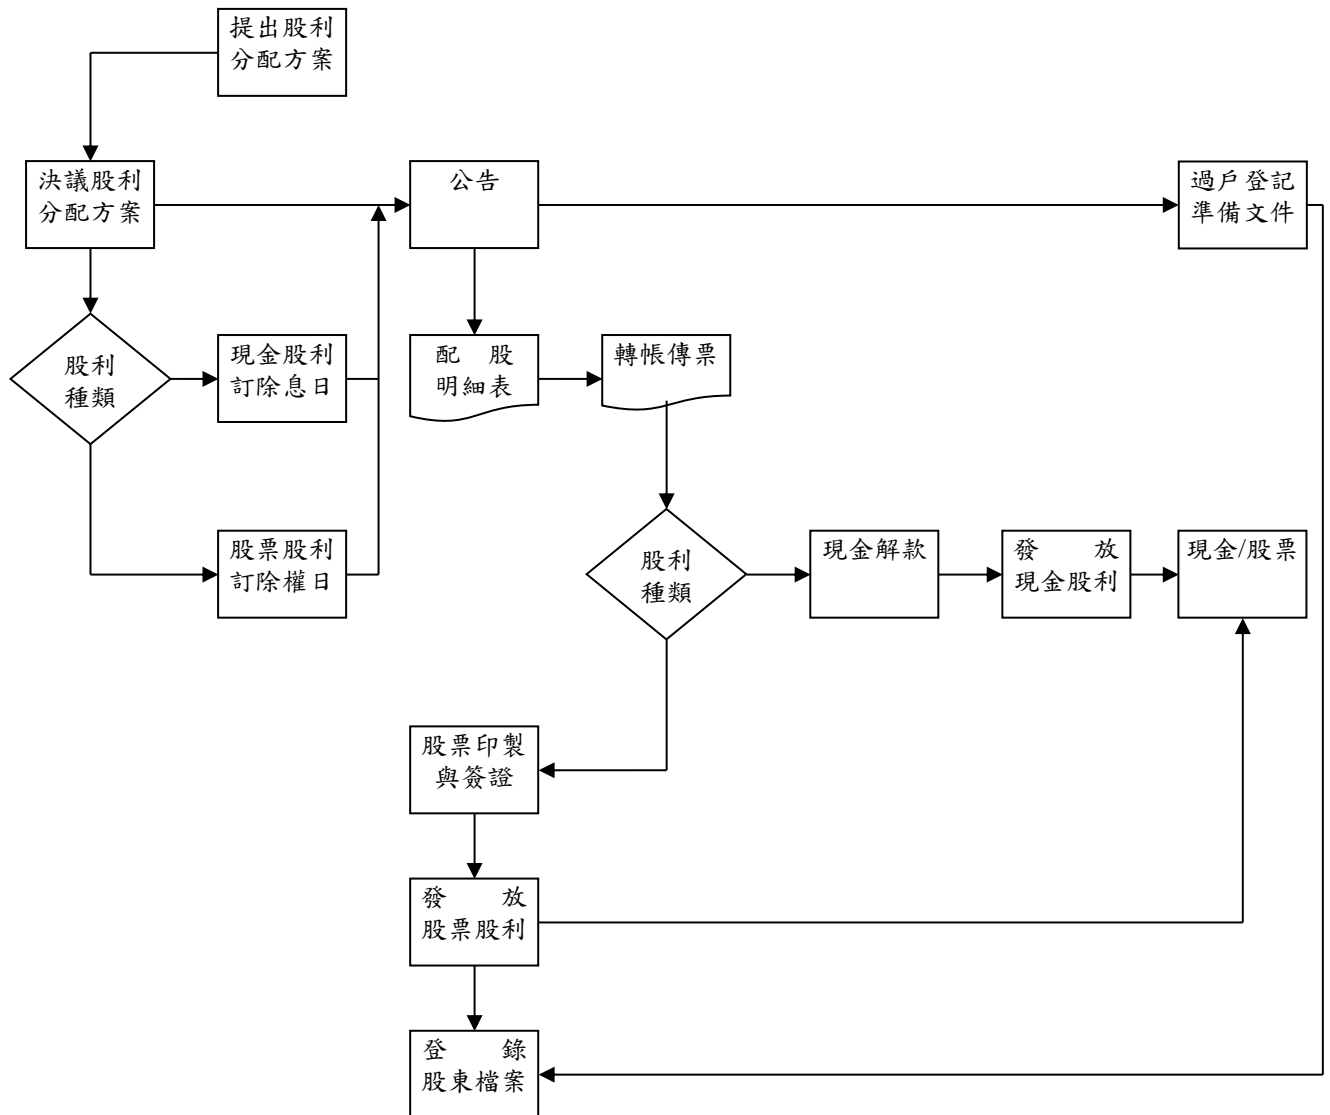 提出股利
分配方案
決議股利
分配方案
公告
過戶登記
準備文件
股利
種類
現金股利
訂除息日
配 股
明細表
轉帳傳票
股票股利
訂除權日
股利
種類
現金解款
發 放
現金股利
現金/股票
股票印製
與簽證
發 放
股票股利
登 錄
股東檔案